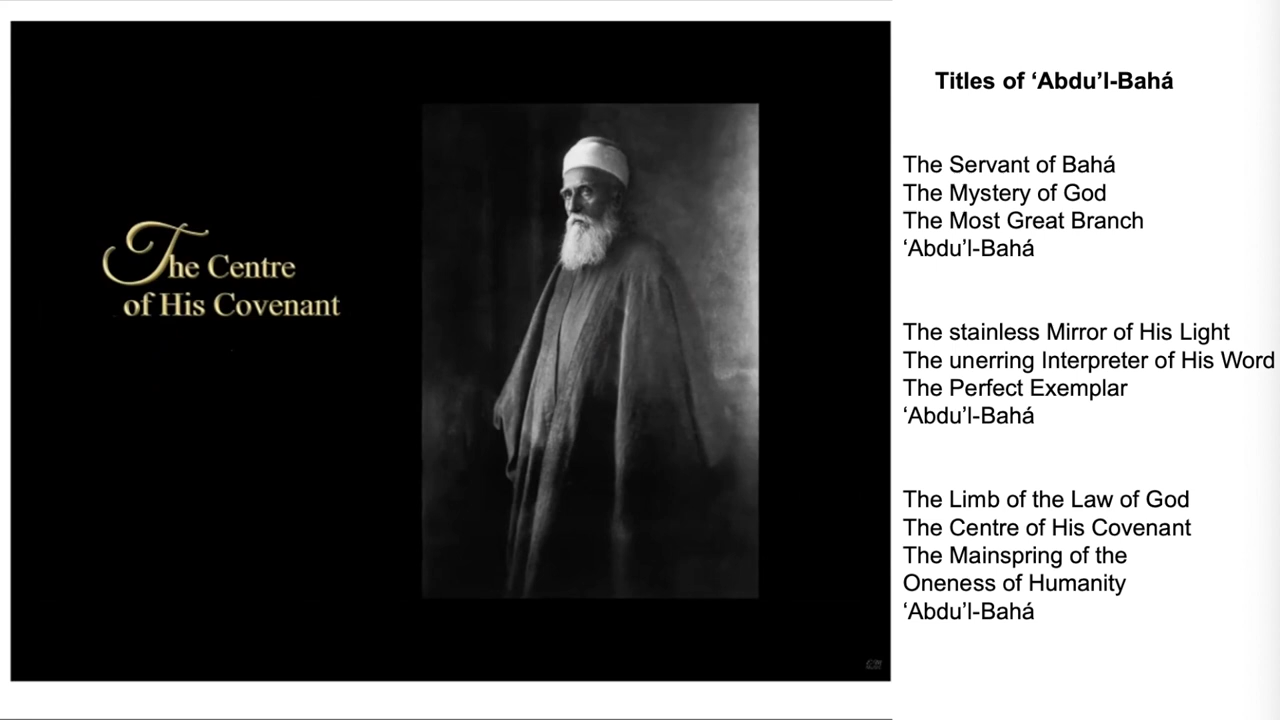 The Centre
of His Covenant
Titles of ‘Abdu’l-Bahá
The Servant of Bahá
The Mystery of God
The Most Great Branch
‘Abdu’l-Bahá
The stainless Mirror of His Light
The unerring Interpreter of His Word
The Perfect Exemplar
‘Abdu’l-Bahá
The Limb of the Law of God
The Centre of His Covenant
The Mainspring of the
Oneness of Humanity
‘Abdu’l-Bahá